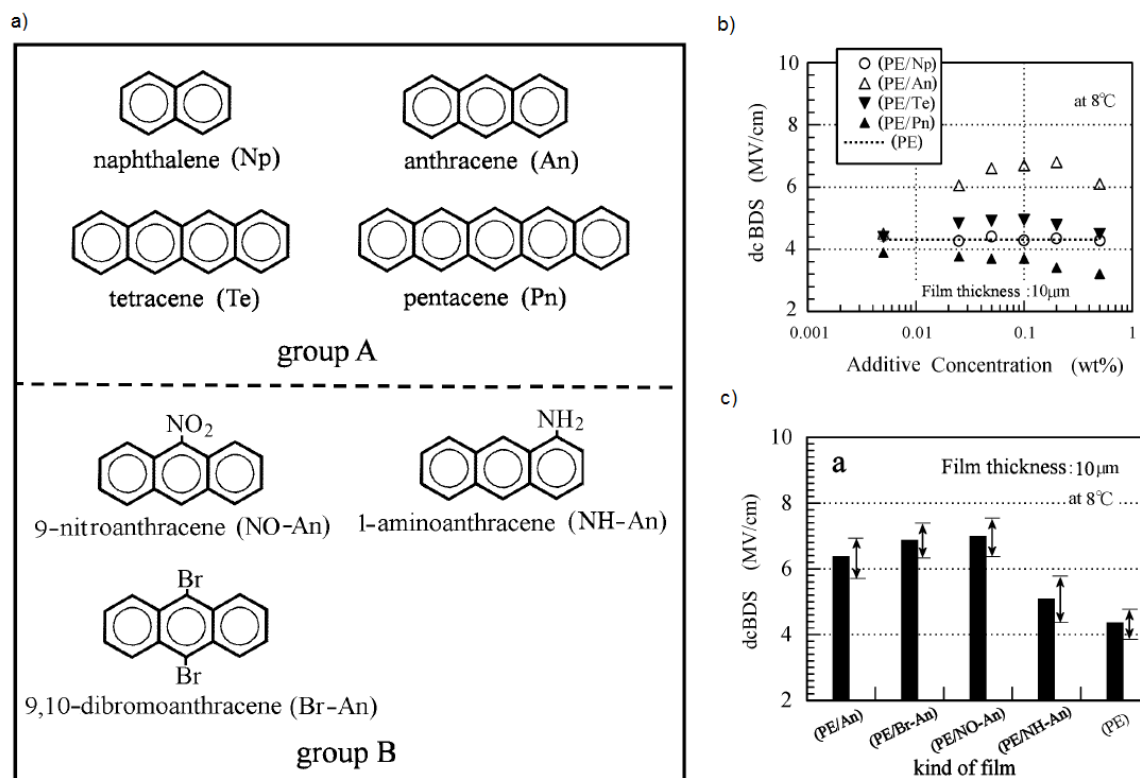 a)
naphthalene (Np)
anthracene (An)
tetracene (Te)
pentacene (Pn)
group A
NO2
9-nitroanthracene (NO-An)
NH2
1-aminoanthracene (NH-An)
Br
Br
9,10-dibromoanthracene (Br-An)
group B
b)
10
8
6
4
2
dcBDS (MV/cm)
(PE/Np)
(PE/An)
(PE/Te)
(PE/Pn)
(PE)
at 8℃
Film thickness :10μm
0.001
0.01
0.1
1
Additive Concentration (wt%)
c)
10
8
6
4
2
dcBDS (MV/cm)
a
Film thickness:10μm
at 8℃
(PE/An)
(PE/Br-An)
(PE/NO-An)
(PE/NH-An)
(PE)
kind of film